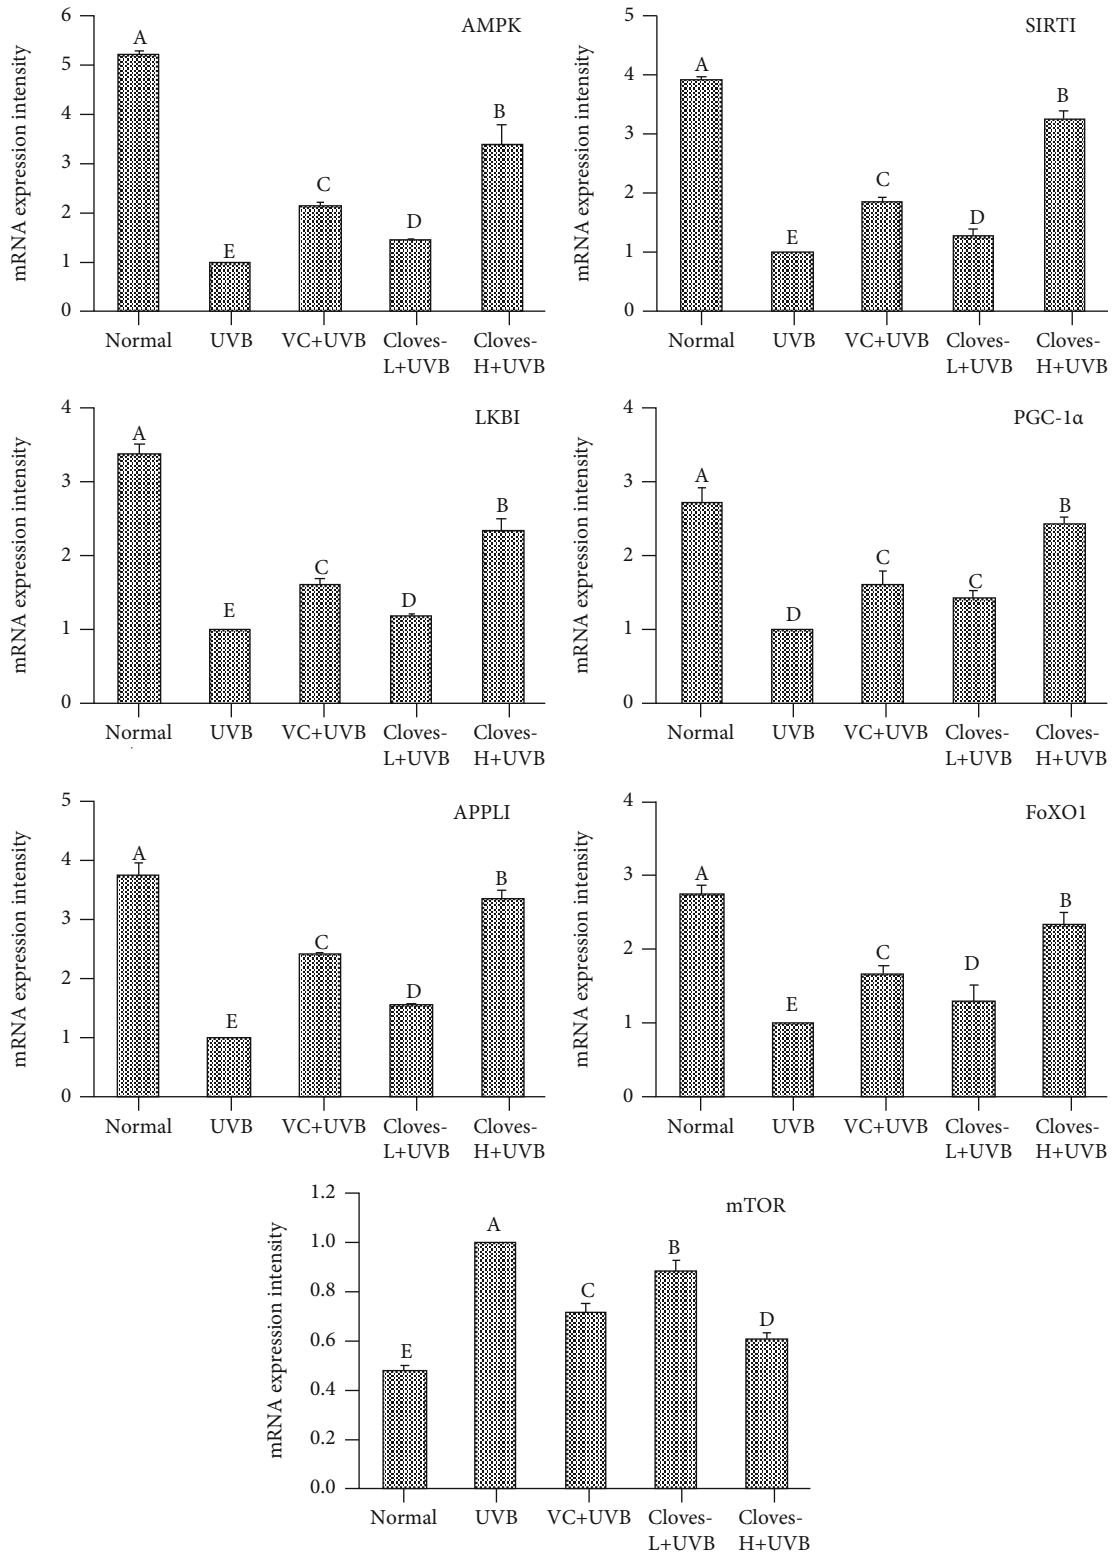 AMPK
mRNA expression intensity
6
5
4
3
2
1
0
A
E
C
D
B
Normal UVB VC+UVB Cloves- Cloves-
L+UVB H+UVB
SIRTI
mRNA expression intensity
5
4
3
2
1
0
A
E
C
D
B
Normal UVB VC+UVB Cloves- Cloves-
L+UVB H+UVB
LKBI
mRNA expression intensity
4
3
2
1
0
A
E
C
D
B
Normal UVB VC+UVB Cloves- Cloves-
L+UVB H+UVB
PGC-1α
mRNA expression intensity
4
3
2
1
0
A
D
C
C
B
Normal UVB VC+UVB Cloves- Cloves-
L+UVB H+UVB
APPLI
mRNA expression intensity
5
4
3
2
1
0
A
E
C
D
B
Normal UVB VC+UVB Cloves- Cloves-
L+UVB H+UVB
FoXO1
mRNA expression intensity
4
3
2
1
0
A
E
C
D
B
Normal UVB VC+UVB Cloves- Cloves-
L+UVB H+UVB
mTOR
mRNA expression intensity
1.2
1.0
0.8
0.6
0.4
0.2
0.0
E
A
C
B
D
Normal UVB VC+UVB Cloves- Cloves-
L+UVB H+UVB